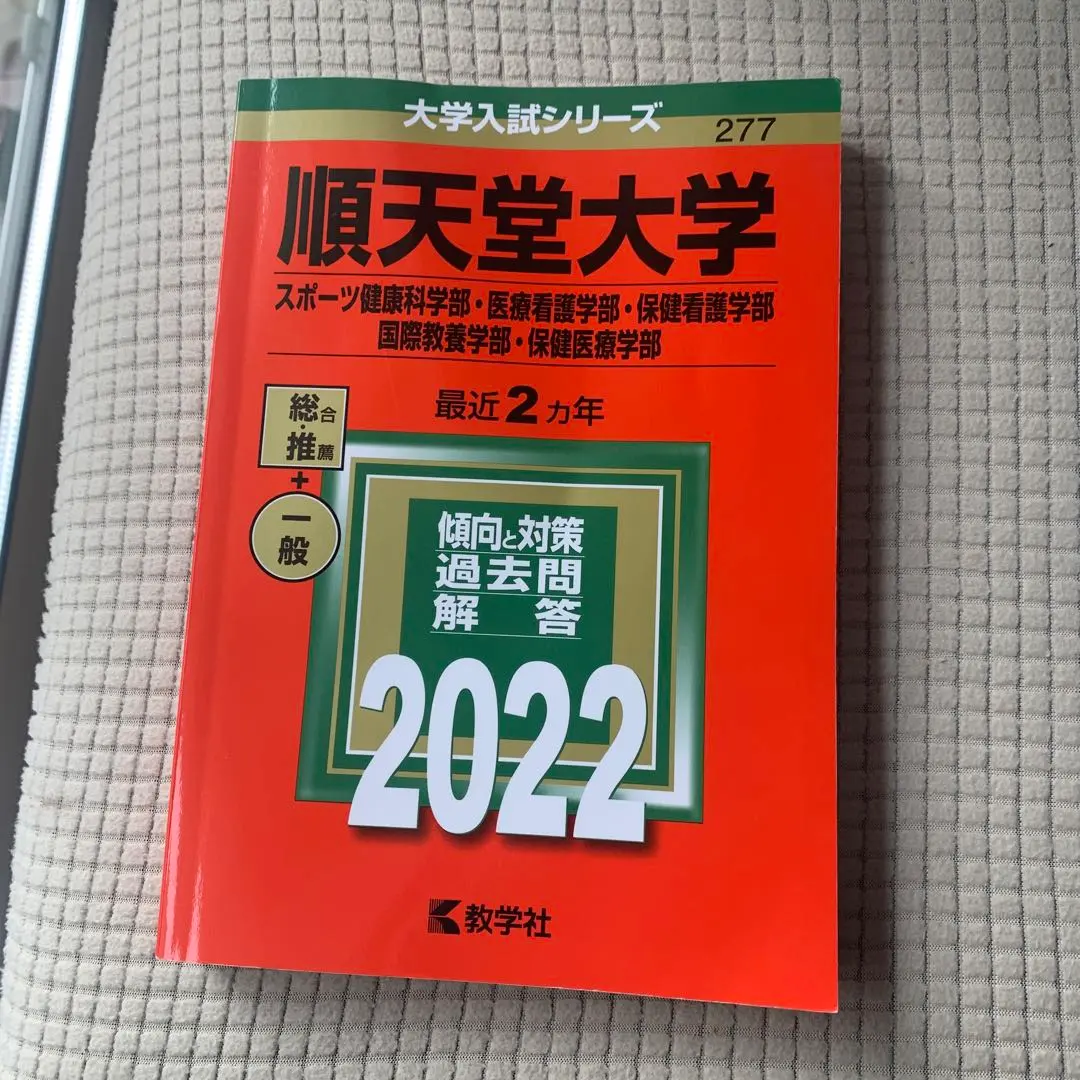 大学入試シリーズ
277
順天堂大学
スポーツ健康科学部・医療看護学部・保健看護学部
国際教養学部・保健医療学部
最近2カ年
総合・
推薦
+
一般
傾向と対策
過去問
解答
2022
教学社